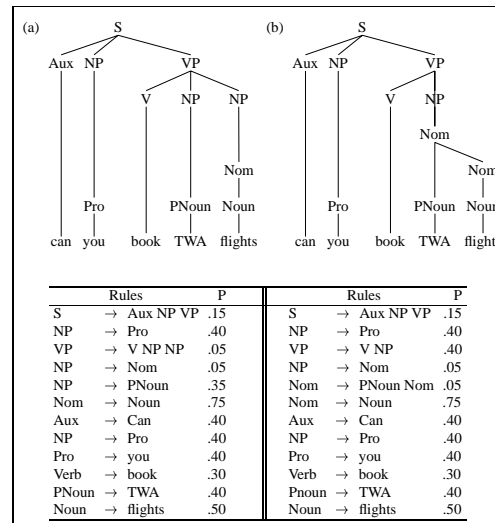 (a) S (b) S
Aux NP VP Aux NP VP
V NP NP V NP
Nom
Nom Nom
Pro PNoun Noun Pro PNoun Noun
can you book TWA flights can you book TWA flights
Rules P Rules P
S → Aux NP VP .15 S → Aux NP VP .15
NP → Pro .40 NP → Pro .40
VP → V NP NP .05 VP → V NP .40
NP → Nom .05 NP → Nom .05
NP → PNoun .35 Nom → PNoun Nom .05
Nom → Noun .75 Nom → Noun .75
Aux → Can .40 Aux → Can .40
NP → Pro .40 NP → Pro .40
Pro → you .40 Pro → you .40
Verb → book .30 Verb → book .30
PNoun → TWA .40 Pnoun → TWA .40
Noun → flights .50 Noun → flights .50